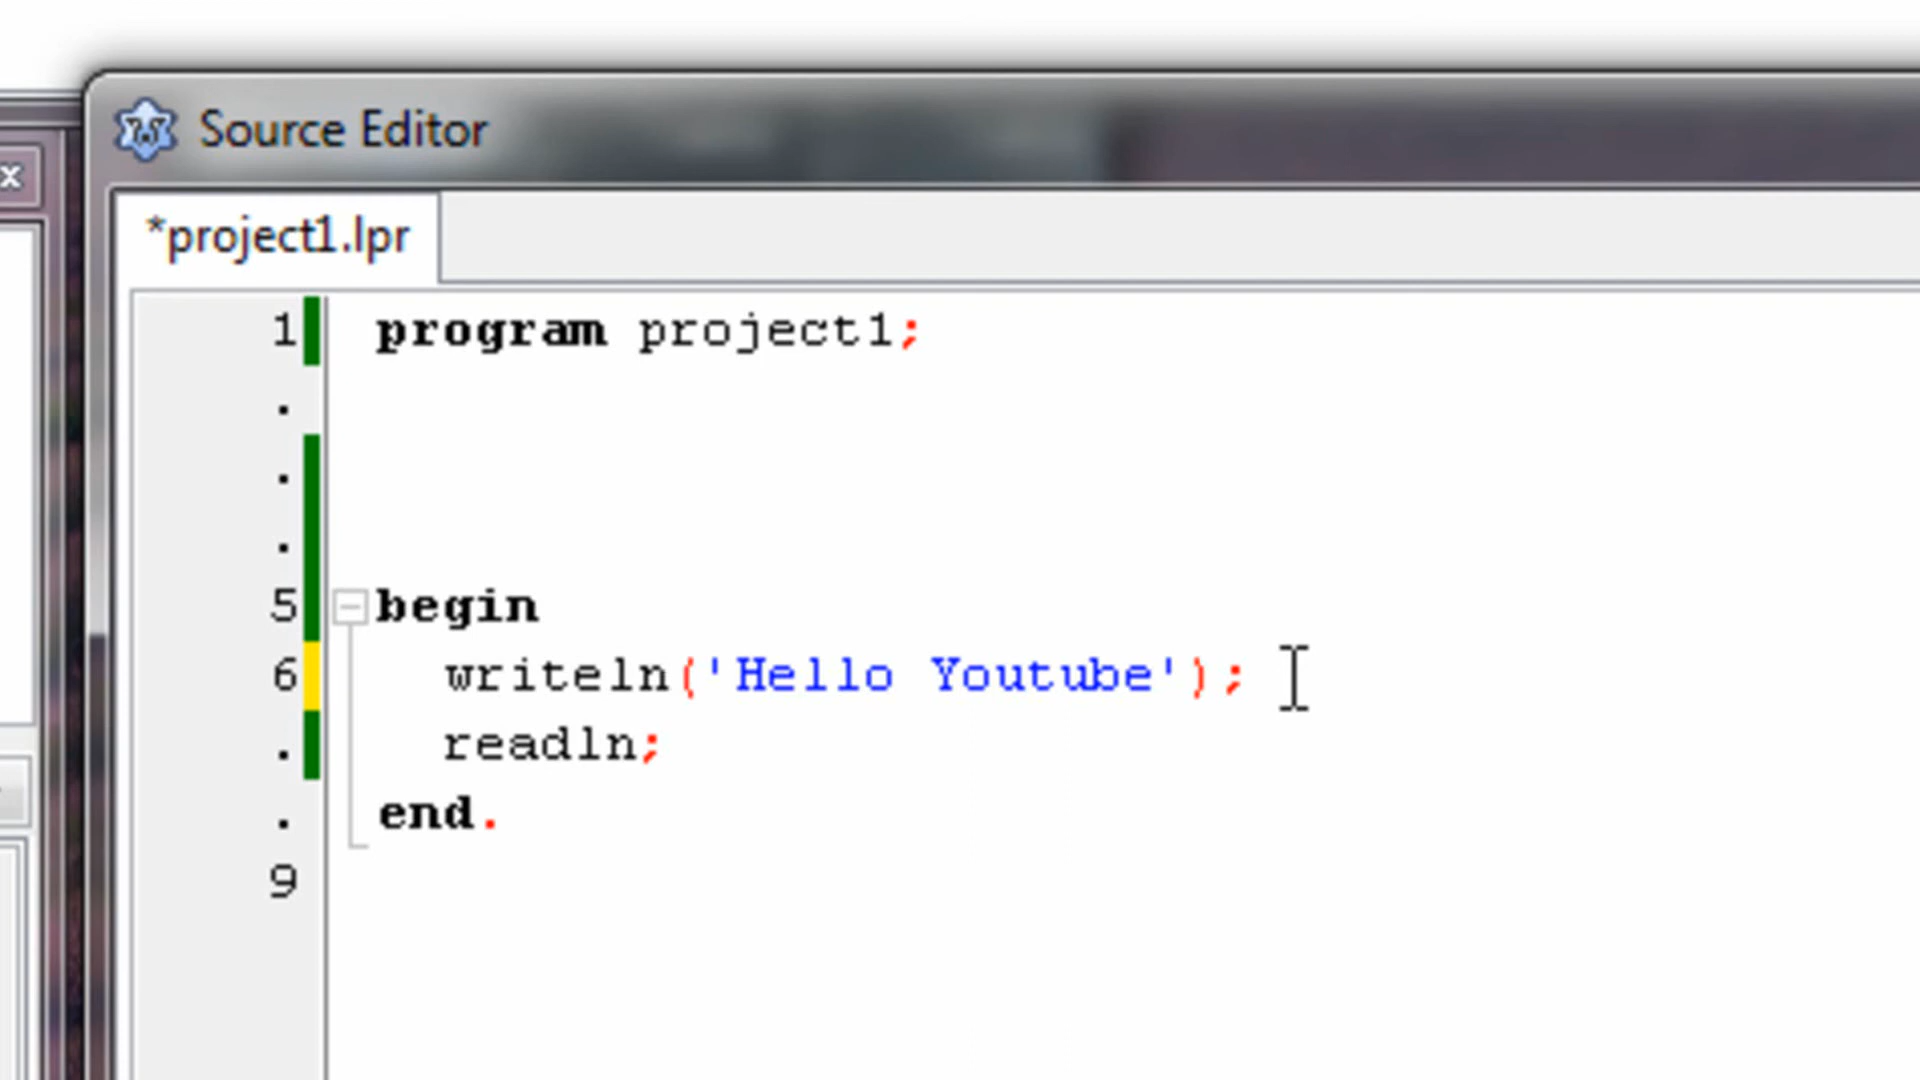 Source Editor
x
*project1.lpr
1 program project1;
.
.
.
5 begin
6 writeln('Hello Youtube');
. readln;
. end.
9